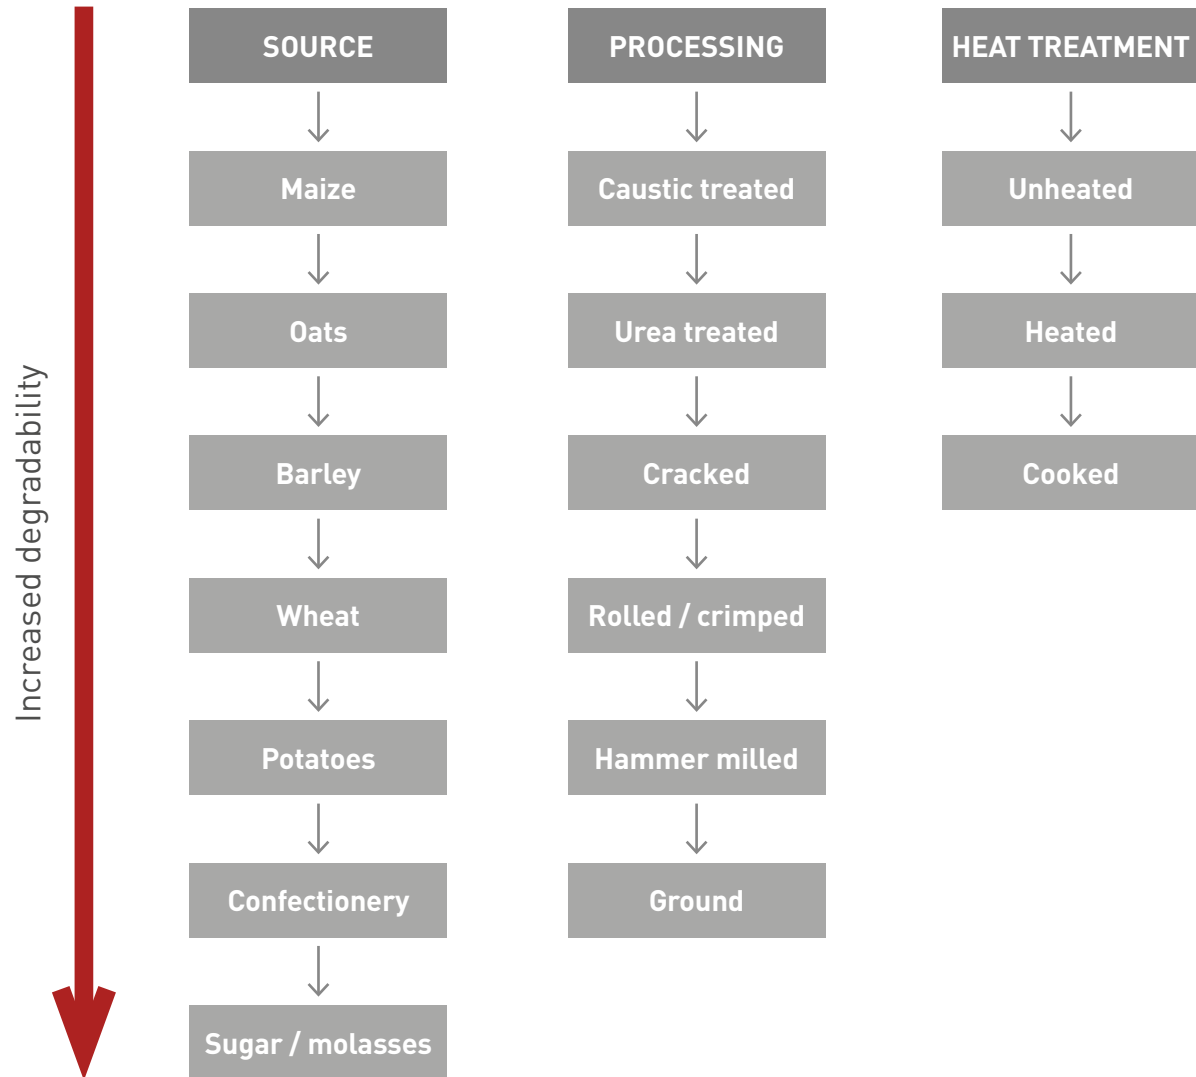 Increased degradability
SOURCE
Maize
Oats
Barley
Wheat
Potatoes
Confectionery
Sugar / molasses
PROCESSING
Caustic treated
Urea treated
Cracked
Rolled / crimped
Hammer milled
Ground
HEAT TREATMENT
Unheated
Heated
Cooked